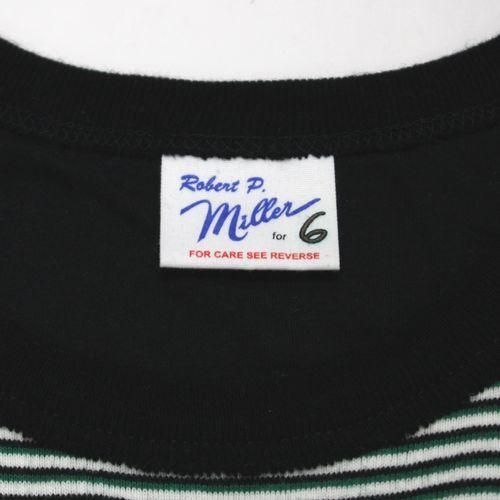 Robert P.
Miller
for 6
FOR CARE SEE REVERSE